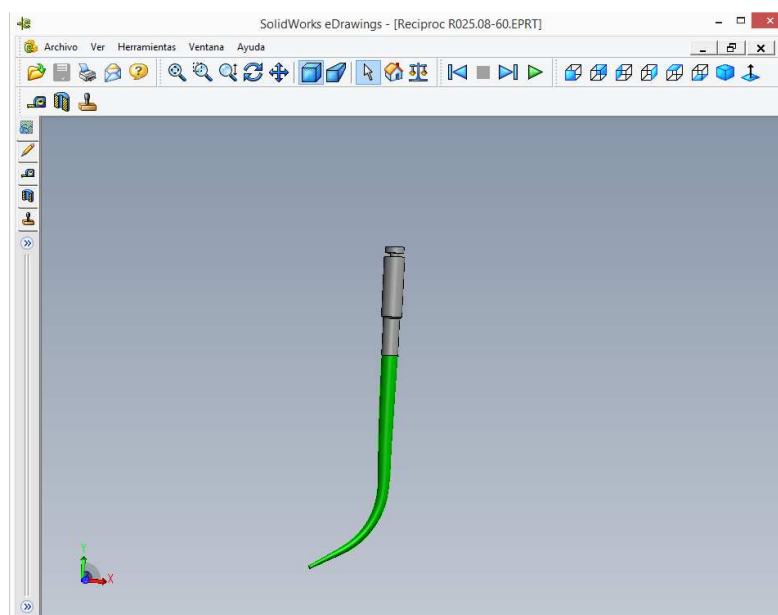 SolidWorks eDrawings - [Reciproc R025.08-60.EPRT]
Archivo Ver Herramientas Ventana Ayuda
Y
X